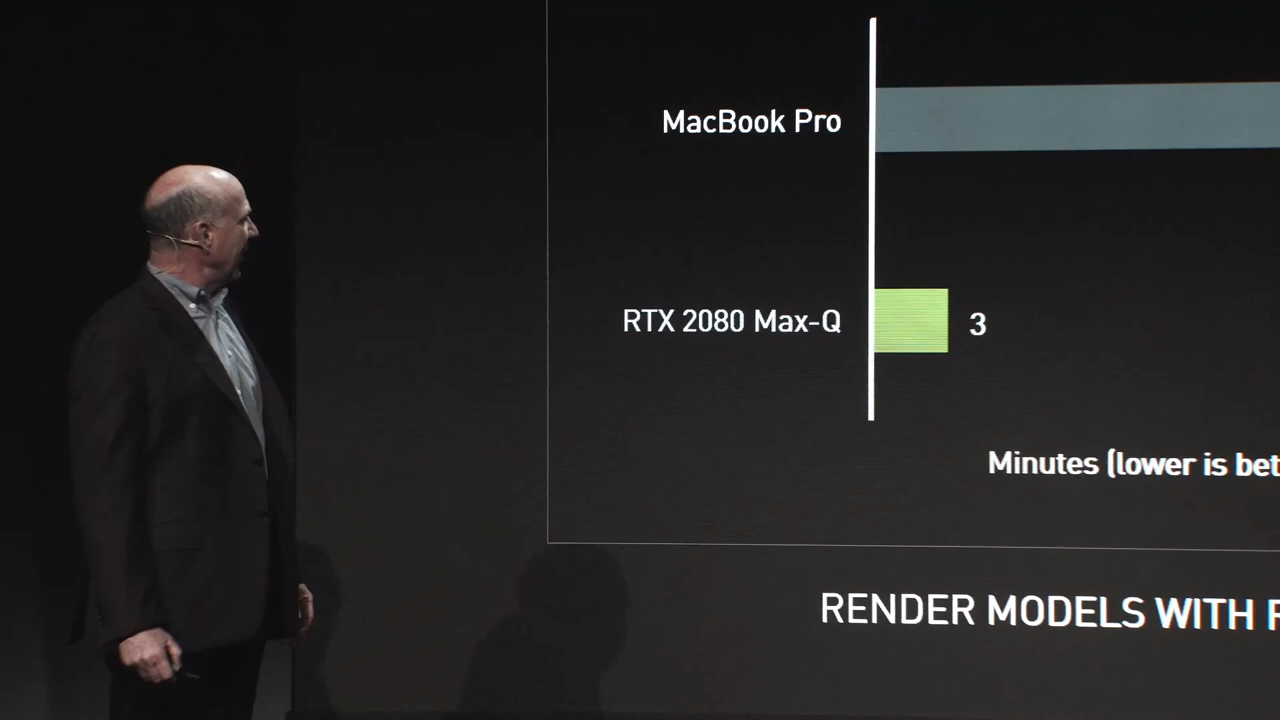 MacBook Pro
RTX 2080 Max-Q
3
Minutes (lower is bet
RENDER MODELS WITH